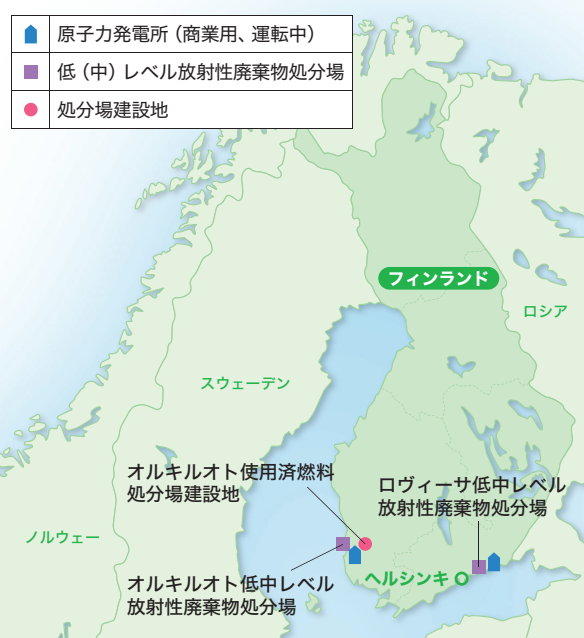 原子力発電所（商業用、運転中）
低（中）レベル放射性廃棄物処分場
処分場建設地
フィンランド
ロシア
スウェーデン
オルキルオト使用済燃料
処分場建設地
ロヴィーサ低中レベル
放射性廃棄物処分場
ノルウェー
ヘルシンキ
オルキルオト低中レベル
放射性廃棄物処分場